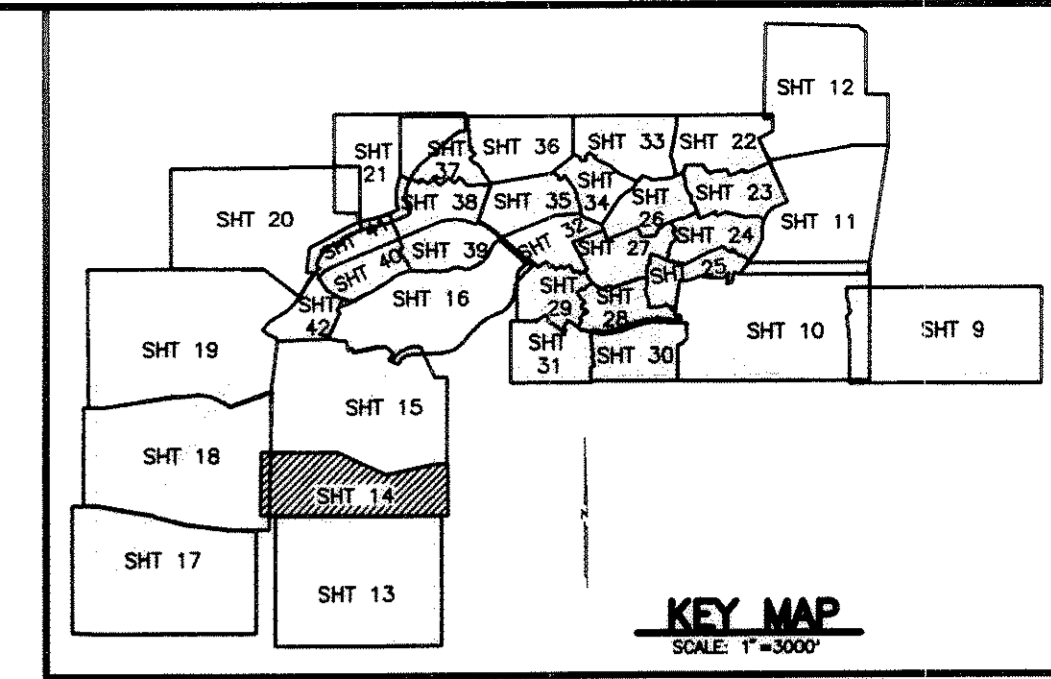 SHT 12
SHT
21
SHT
37
SHT 36
SHT 33
SHT 22
SHT 20
SHT 38
SHT 35
SHT
34
SHT
26
SHT 23
SHT 11
SHT 41
SHT 40
SHT 39
SHT 32
SHT 27
SHT 24
SHT
25
SHT 19
SHT
42
SHT 16
SHT
29
SHT
28
SHT 10
SHT 9
SHT
31
SHT 30
SHT 15
SHT 18
SHT 14
SHT 17
SHT 13
N
KEY MAP
SCALE: 1"=3000'